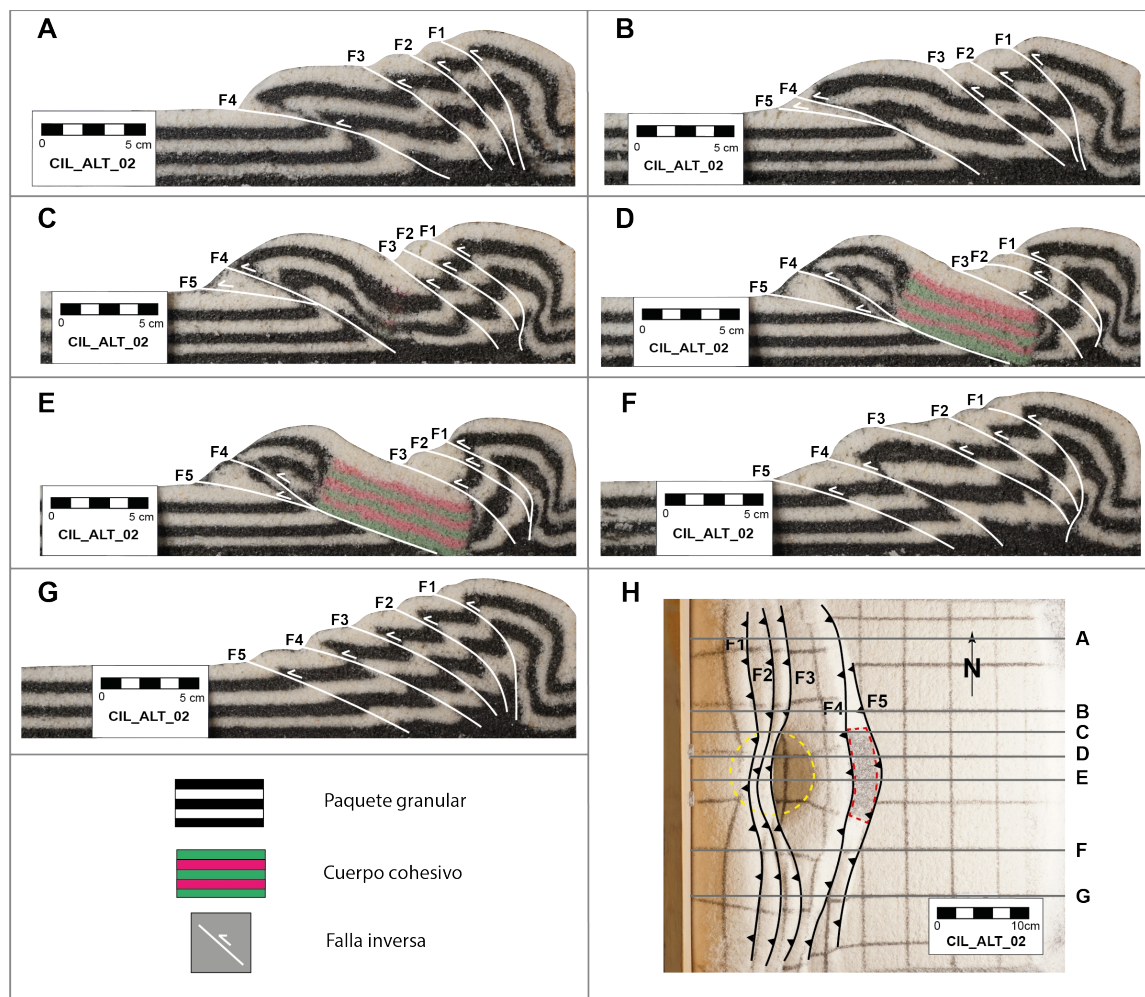 A
F1
F2
F3
F4
0
5 cm
CIL_ALT_02
B
F1
F2
F3
F4
F5
0
5 cm
CIL_ALT_02
C
F1
F2
F3
F4
F5
0
5 cm
CIL_ALT_02
D
F1
F2
F3
F4
F5
0
5 cm
CIL_ALT_02
E
F1
F2
F3
F4
F5
0
5 cm
CIL_ALT_02
F
F1
F2
F3
F4
F5
0
5cm
CIL_ALT_02
G
F1
F2
F3
F4
F5
0
5 cm
CIL_ALT_02
H
F1
F2
F3
F4
F5
N
A
B
C
D
E
F
G
0
10cm
CIL_ALT_02
Paquete granular
Cuerpo cohesivo
Falla inversa